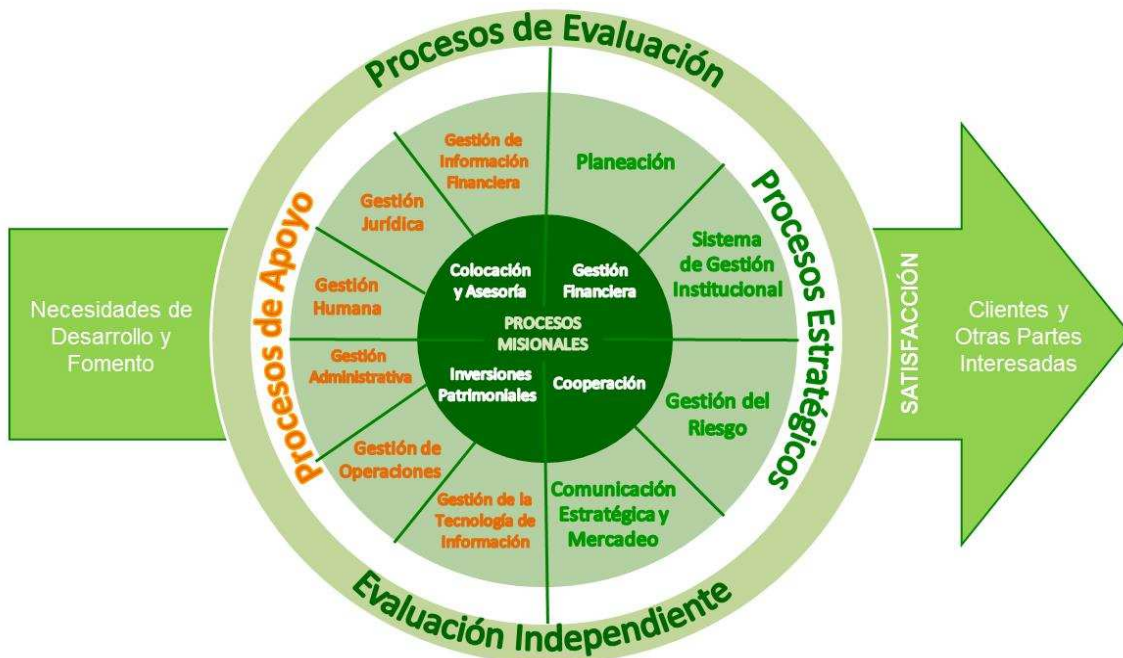 Procesos de Evaluación
Necesidades de
Desarrollo y
Fomento
Procesos de Apoyo
Gestión de
Información
Financiera
Gestión
Jurídica
Gestión
Humana
Gestión
Administrativa
Gestión de
Operaciones
Gestión de la
Tecnología de
Información
Colocación
y Asesoría
Gestión
Financiera
PROCESOS
MISIONALES
Inversiones
Patrimoniales
Cooperación
Planeación
Sistema
de Gestión
Institucional
Gestión del
Riesgo
Comunicación
Estratégica y
Mercadeo
Procesos Estratégicos
Evaluación Independiente
SATISFACCIÓN
Clientes y
Otras Partes
Interesadas